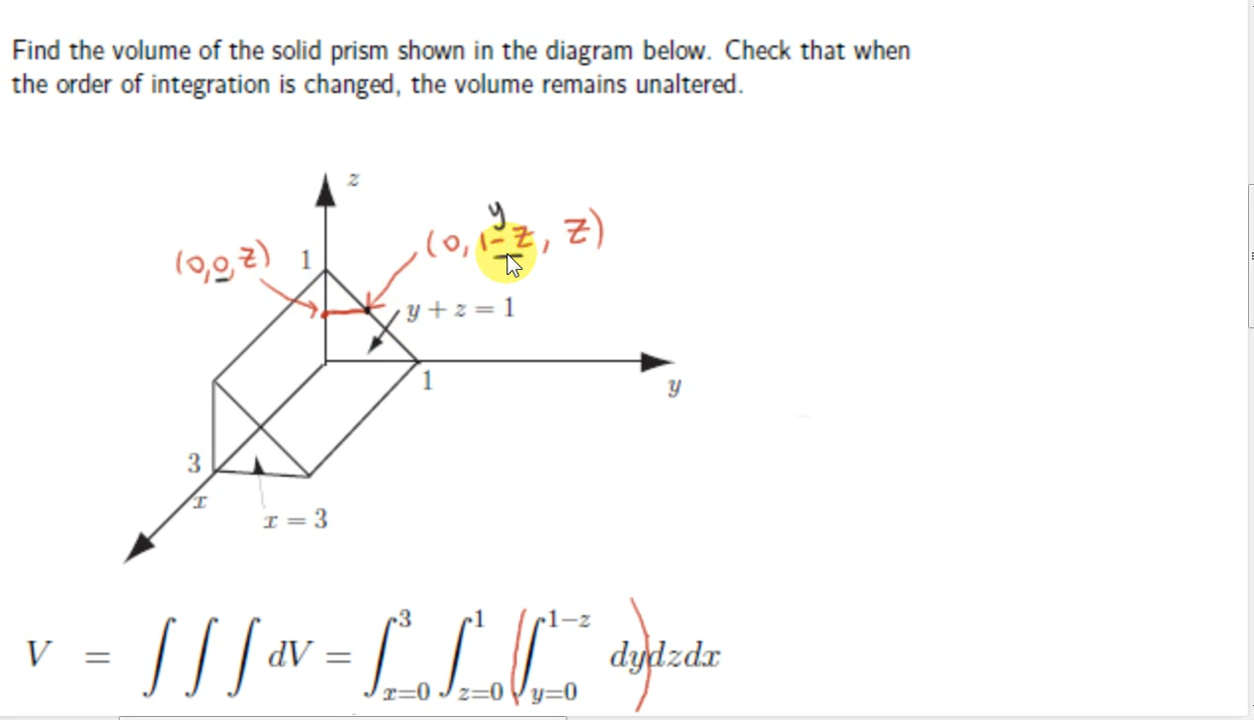 Find the volume of the solid prism shown in the diagram below. Check that when
the order of integration is changed, the volume remains unaltered.
z
y
(0, 1-z, z)
(0,0,z)
1
y + z = 1
1
y
3
x
x = 3
V = ∫∫∫ dV = ∫_{x=0}^{3} ∫_{z=0}^{1} (∫_{y=0}^{1−z} dy)dzdx